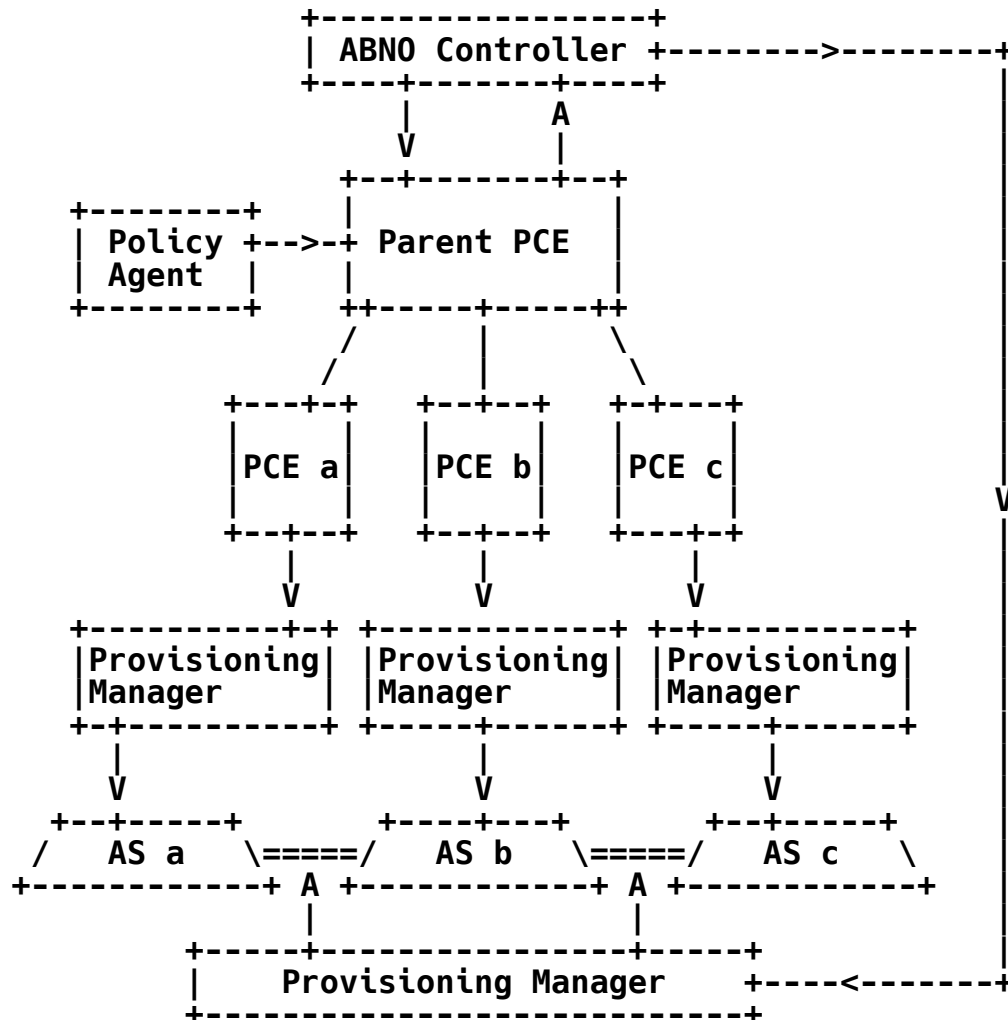 ABNO Controller
A
V
Policy
Agent
Parent PCE
PCE a
PCE b
PCE c
V
V
V
V
Provisioning
Manager
Provisioning
Manager
Provisioning
Manager
V
V
V
AS a
AS b
AS c
A
A
Provisioning Manager